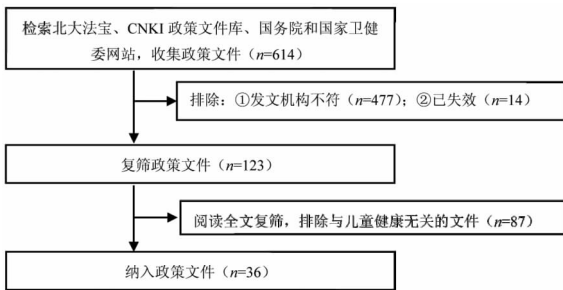 检索北大法宝、CNKI 政策文件库、国务院和国家卫健
委网站，收集政策文件（n=614）
排除：①发文机构不符（n=477）；②已失效（n=14）
复筛政策文件（n=123）
阅读全文复筛，排除与儿童健康无关的文件（n=87）
纳入政策文件（n=36）